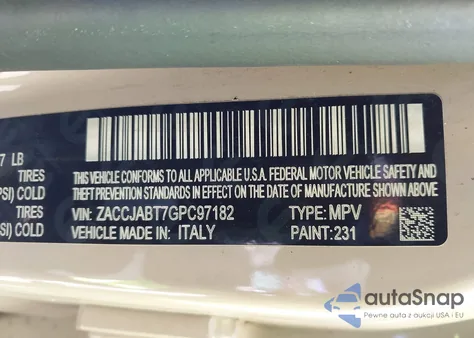 7 LB
TIRES
PSI) COLD
TIRES
SI) COLD
THIS VEHICLE CONFORMS TO ALL APPLICABLE U.S.A. FEDERAL MOTOR VEHICLE SAFETY AND
THEFT PREVENTION STANDARDS IN EFFECT ON THE DATE OF MANUFACTURE SHOWN ABOVE
VIN: ZACCJABT7GPC97182 TYPE: MPV
VEHICLE MADE IN: ITALY PAINT: 231
autoSnap
Pewne auta z aukcji USA i EU